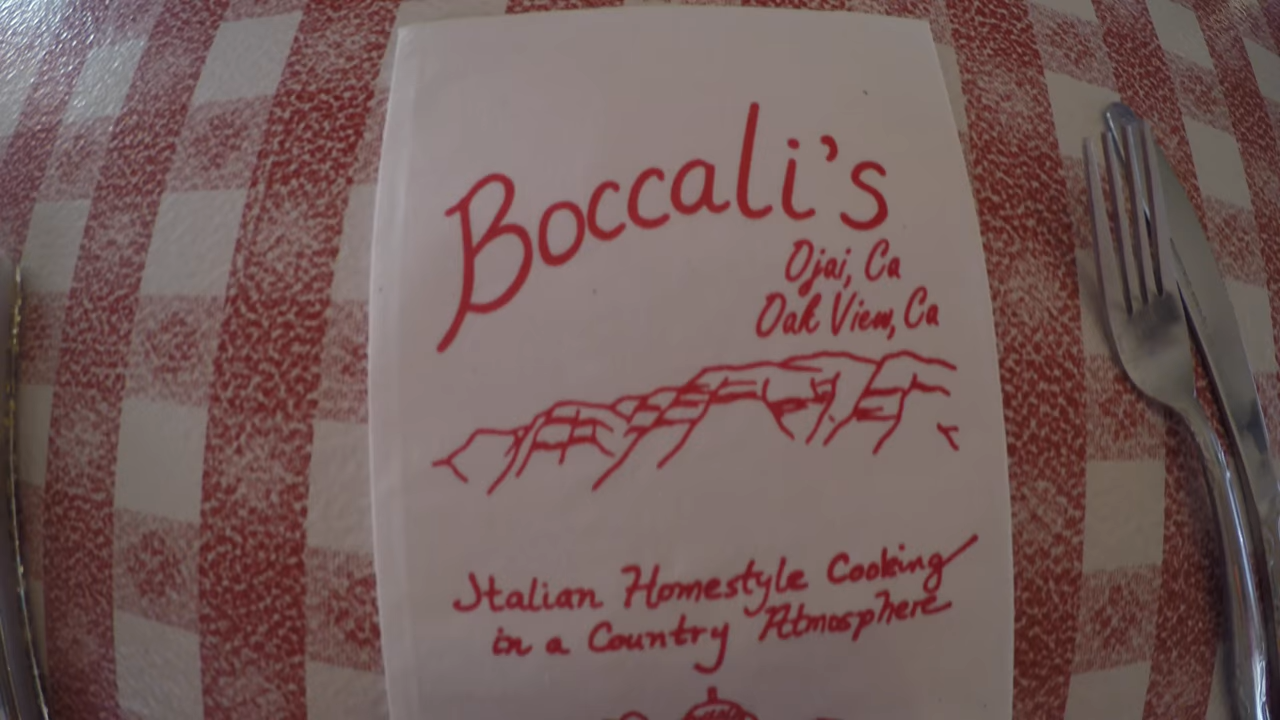 Boccali's
Ojai, Ca
Oak View, Ca
Italian Homestyle Cooking
in a Country Atmosphere